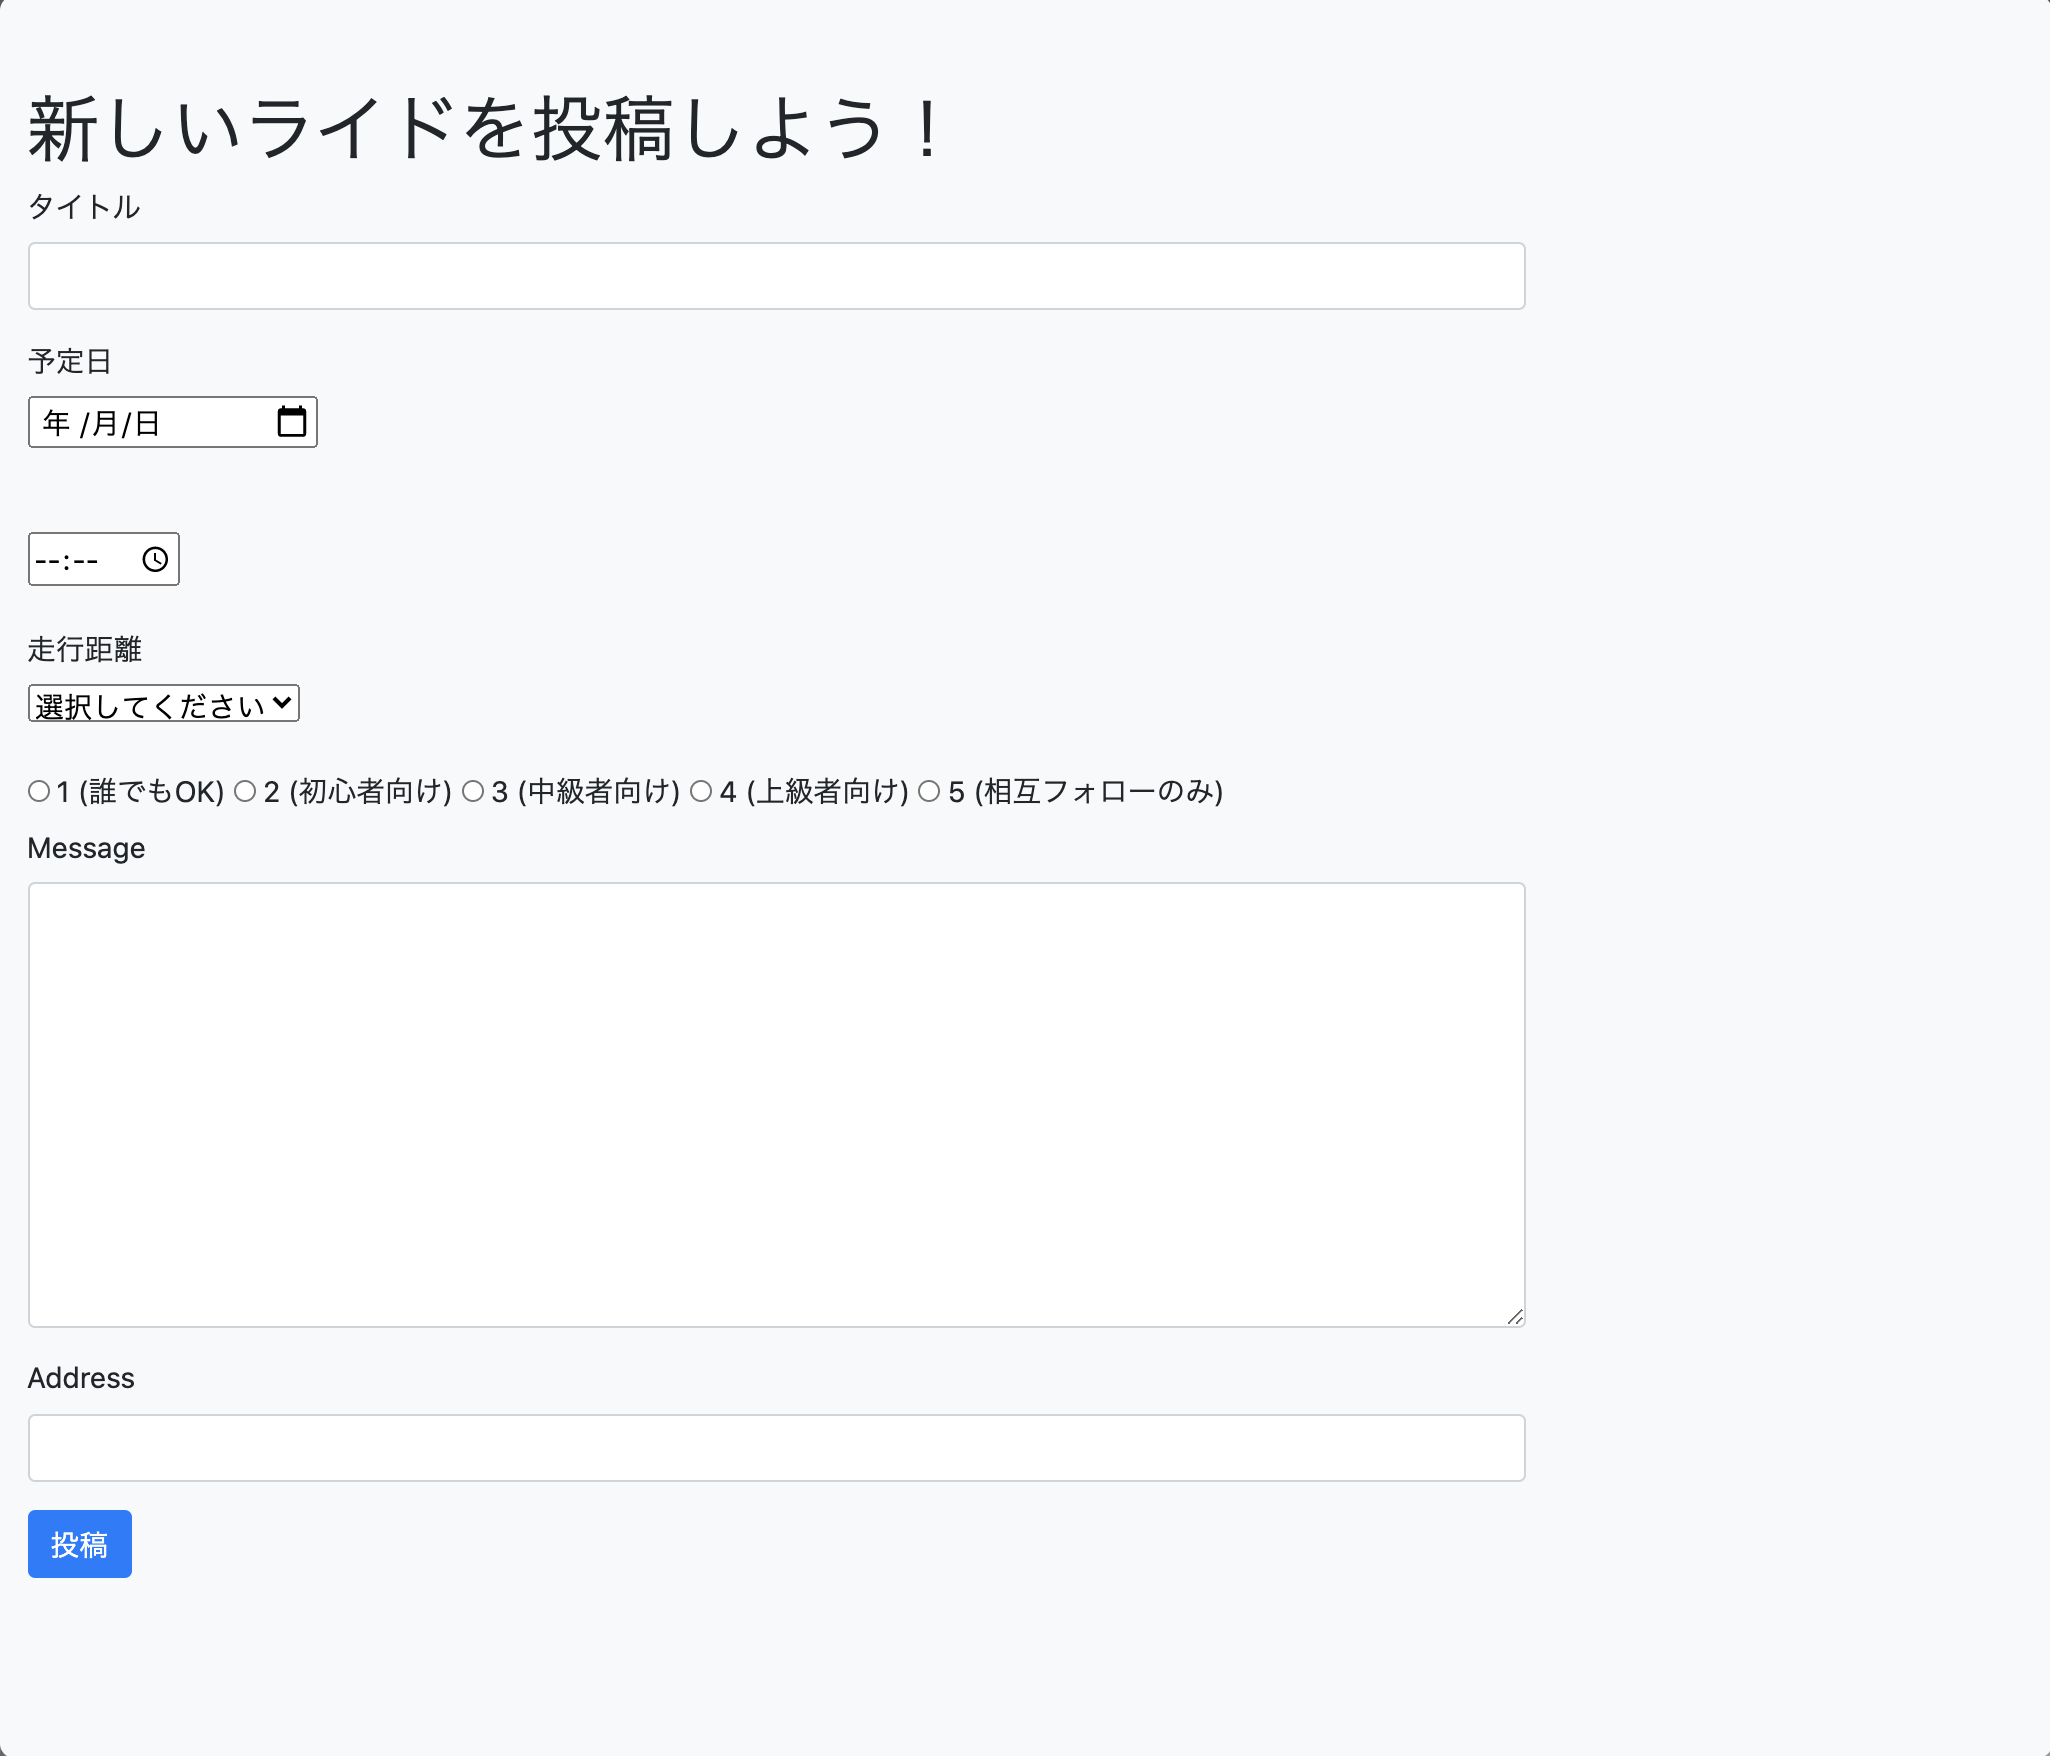 新しいライドを投稿しよう！
タイトル
予定日
年 /月/日
--:--
走行距離
選択してください
1 (誰でもOK) 2 (初心者向け) 3 (中級者向け) 4 (上級者向け) 5 (相互フォローのみ)
Message
Address
投稿